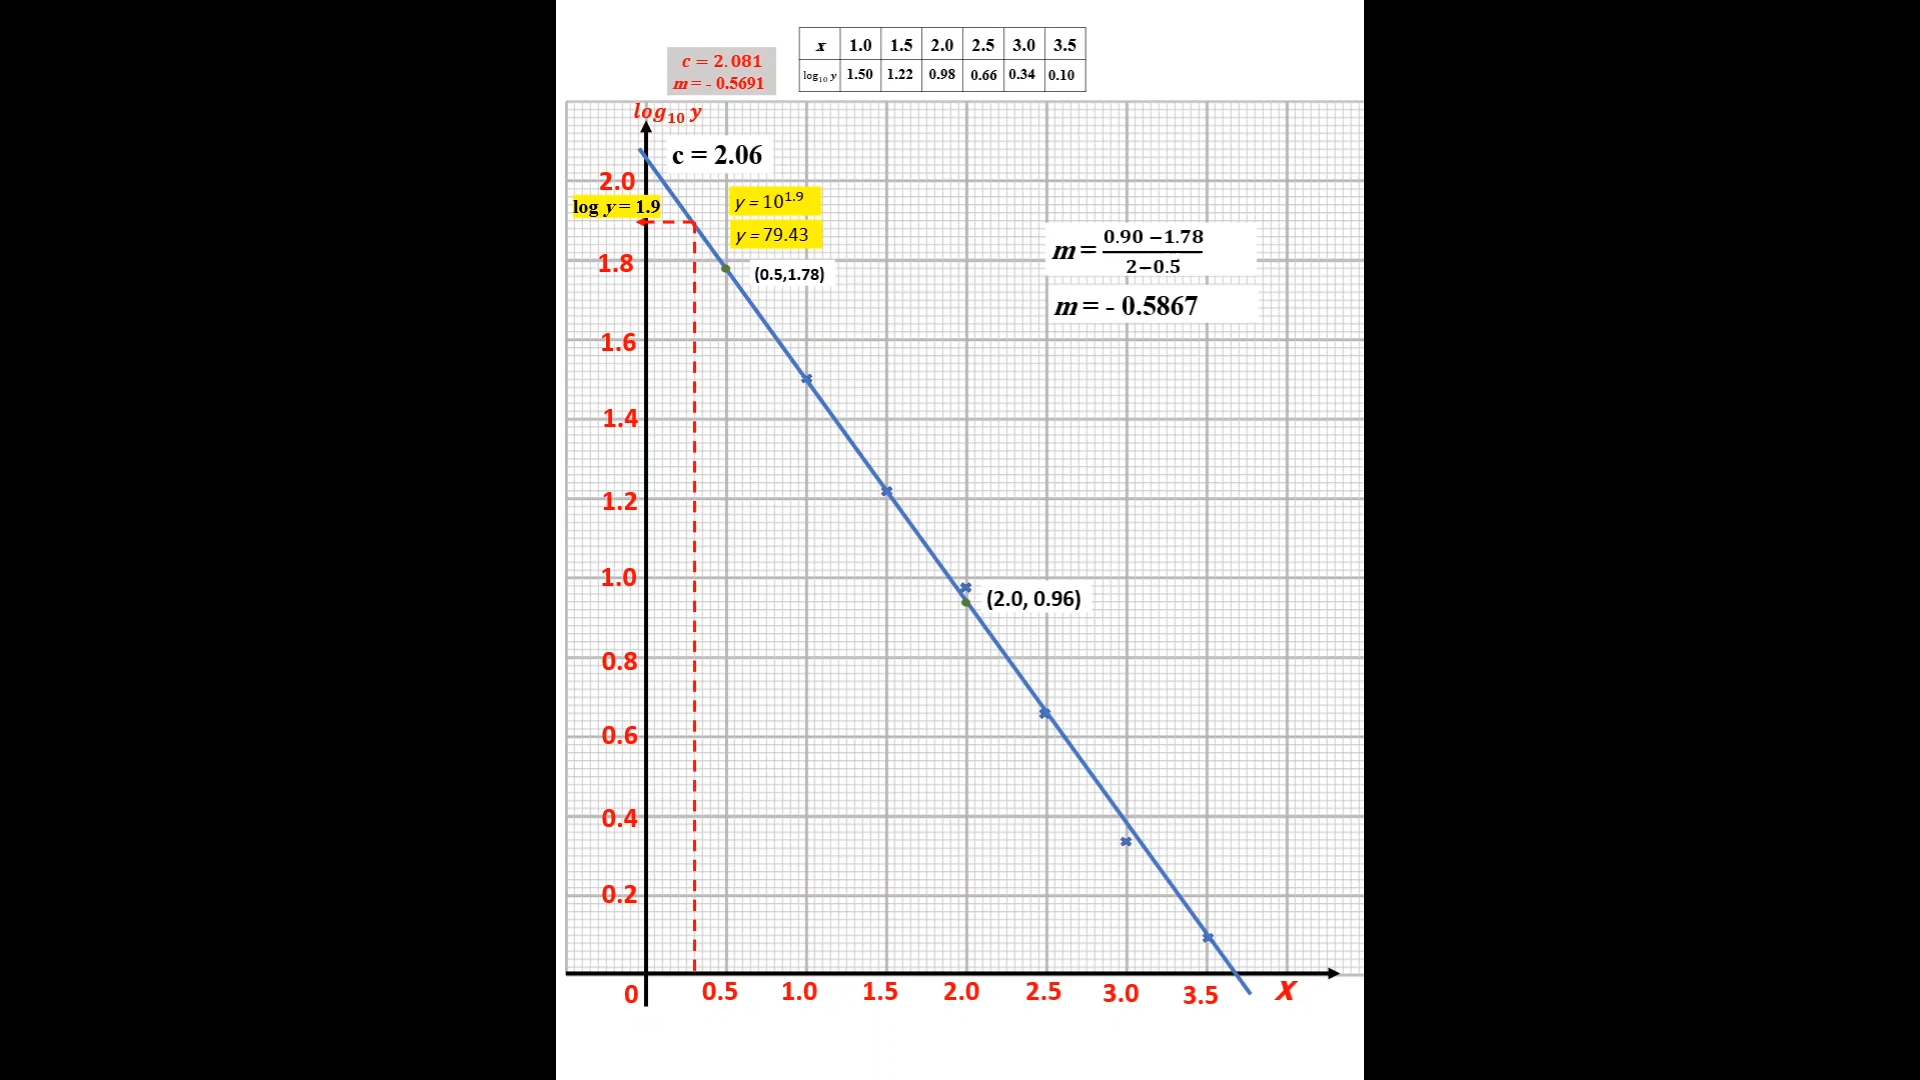 x 1.0 1.5 2.0 2.5 3.0 3.5
log₁₀ y 1.50 1.22 0.98 0.66 0.34 0.10
c = 2.081
m = - 0.5691
log₁₀ y
c = 2.06
2.0
log y = 1.9
y = 10^1.9
y = 79.43
m = (0.90 −1.78)/(2−0.5)
1.8
(0.5,1.78)
m = - 0.5867
1.6
1.4
1.2
1.0
(2.0, 0.96)
0.8
0.6
0.4
0.2
0 0.5 1.0 1.5 2.0 2.5 3.0 3.5 X